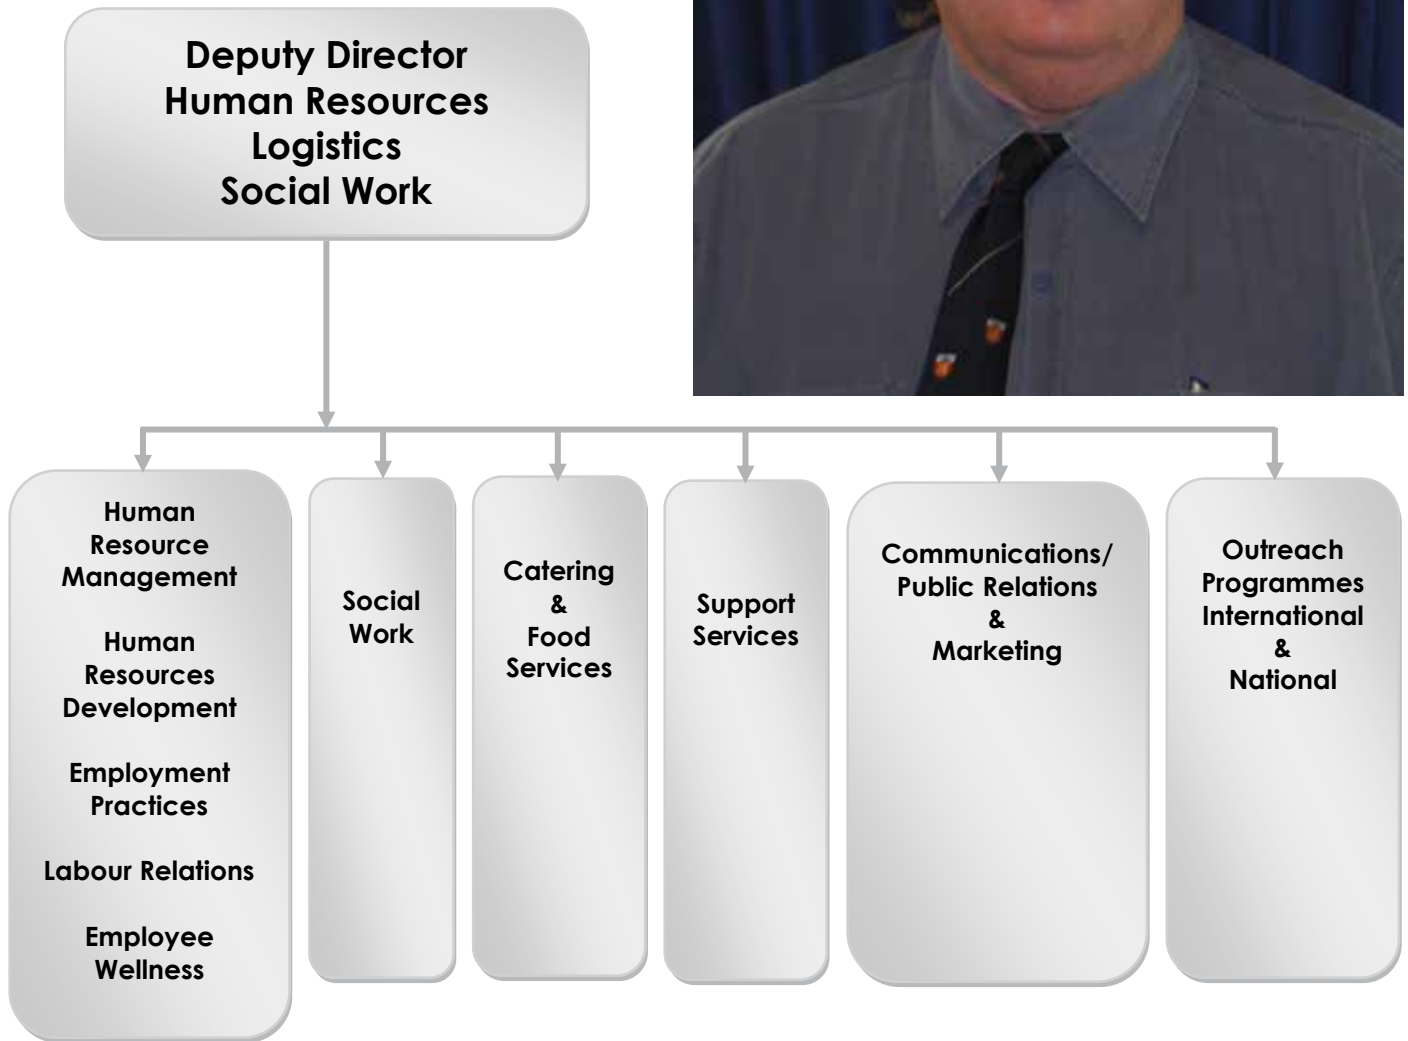 Deputy Director
Human Resources
Logistics
Social Work
Human
Resource
Management
Human
Resources
Development
Employment
Practices
Labour Relations
Employee
Wellness
Social
Work
Catering
&
Food
Services
Support
Services
Communications/
Public Relations
&
Marketing
Outreach
Programmes
International
&
National